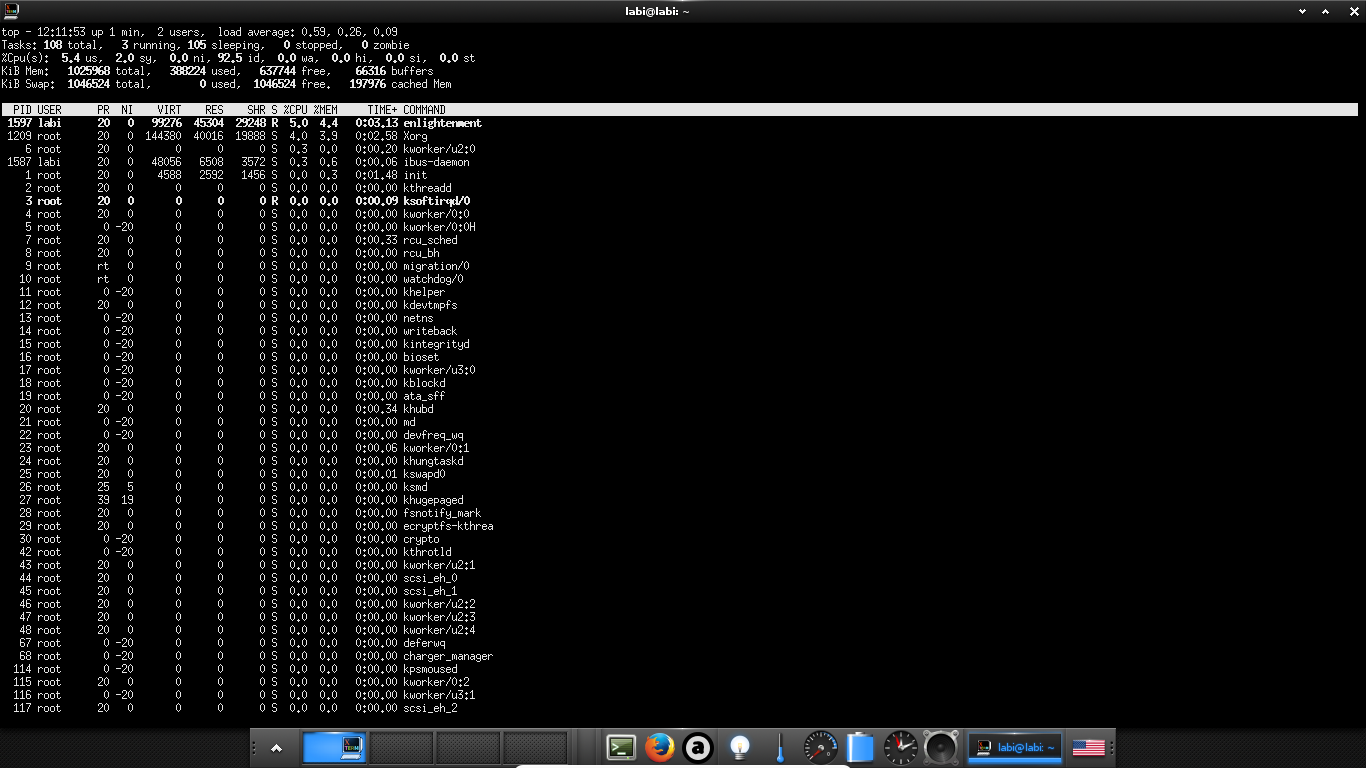 labi@labi: ~
top - 12:11:53 up 1 min,  2 users,  load average: 0.59, 0.26, 0.09
Tasks: 108 total,   3 running, 105 sleeping,   0 stopped,   0 zombie
%Cpu(s):  5.4 us,  2.0 sy,  0.0 ni, 92.5 id,  0.0 wa,  0.0 hi,  0.0 si,  0.0 st
KiB Mem:   1025968 total,   388224 used,   637744 free,    66316 buffers
KiB Swap:  1046524 total,        0 used,  1046524 free.   197976 cached Mem
PID USER PR NI VIRT RES SHR S %CPU %MEM TIME+ COMMAND
1597 labi 20 0 99276 45304 29248 R 5.0 4.4 0:03.13 enlightenment
1209 root 20 0 144380 40016 19888 S 4.0 3.9 0:02.58 Xorg
6 root 20 0 0 0 0 S 0.3 0.0 0:00.20 kworker/u2:0
1587 labi 20 0 48056 6508 3572 S 0.3 0.6 0:00.06 ibus-daemon
1 root 20 0 4588 2592 1456 S 0.0 0.3 0:01.48 init
2 root 20 0 0 0 0 S 0.0 0.0 0:00.00 kthreadd
3 root 20 0 0 0 0 R 0.0 0.0 0:00.09 ksoftirqd/0
4 root 20 0 0 0 0 S 0.0 0.0 0:00.00 kworker/0:0
5 root 0 -20 0 0 0 S 0.0 0.0 0:00.00 kworker/0:0H
7 root 20 0 0 0 0 S 0.0 0.0 0:00.33 rcu_sched
8 root 20 0 0 0 0 S 0.0 0.0 0:00.00 rcu_bh
9 root rt 0 0 0 0 S 0.0 0.0 0:00.00 migration/0
10 root rt 0 0 0 0 S 0.0 0.0 0:00.00 watchdog/0
11 root 0 -20 0 0 0 S 0.0 0.0 0:00.00 khelper
12 root 20 0 0 0 0 S 0.0 0.0 0:00.00 kdevtmpfs
13 root 0 -20 0 0 0 S 0.0 0.0 0:00.00 netns
14 root 0 -20 0 0 0 S 0.0 0.0 0:00.00 writeback
15 root 0 -20 0 0 0 S 0.0 0.0 0:00.00 kintegrityd
16 root 0 -20 0 0 0 S 0.0 0.0 0:00.00 bioset
17 root 0 -20 0 0 0 S 0.0 0.0 0:00.00 kworker/u3:0
18 root 0 -20 0 0 0 S 0.0 0.0 0:00.00 kblockd
19 root 0 -20 0 0 0 S 0.0 0.0 0:00.00 ata_sff
20 root 20 0 0 0 0 S 0.0 0.0 0:00.34 khubd
21 root 0 -20 0 0 0 S 0.0 0.0 0:00.00 md
22 root 0 -20 0 0 0 S 0.0 0.0 0:00.00 devfreq_wq
23 root 20 0 0 0 0 S 0.0 0.0 0:00.06 kworker/0:1
24 root 20 0 0 0 0 S 0.0 0.0 0:00.00 khungtaskd
25 root 20 0 0 0 0 S 0.0 0.0 0:00.01 kswapd0
26 root 25 5 0 0 0 S 0.0 0.0 0:00.00 ksmd
27 root 39 19 0 0 0 S 0.0 0.0 0:00.00 khugepaged
28 root 20 0 0 0 0 S 0.0 0.0 0:00.00 fsnotify_mark
29 root 20 0 0 0 0 S 0.0 0.0 0:00.00 ecryptfs-kthrea
30 root 0 -20 0 0 0 S 0.0 0.0 0:00.00 crypto
42 root 0 -20 0 0 0 S 0.0 0.0 0:00.00 kthrotld
43 root 20 0 0 0 0 S 0.0 0.0 0:00.00 kworker/u2:1
44 root 20 0 0 0 0 S 0.0 0.0 0:00.00 scsi_eh_0
45 root 20 0 0 0 0 S 0.0 0.0 0:00.00 scsi_eh_1
46 root 20 0 0 0 0 S 0.0 0.0 0:00.00 kworker/u2:2
47 root 20 0 0 0 0 S 0.0 0.0 0:00.00 kworker/u2:3
48 root 20 0 0 0 0 S 0.0 0.0 0:00.00 kworker/u2:4
67 root 0 -20 0 0 0 S 0.0 0.0 0:00.00 deferwq
68 root 0 -20 0 0 0 S 0.0 0.0 0:00.00 charger_manager
114 root 0 -20 0 0 0 S 0.0 0.0 0:00.00 kpsmoused
115 root 20 0 0 0 0 S 0.0 0.0 0:00.00 kworker/0:2
116 root 0 -20 0 0 0 S 0.0 0.0 0:00.00 kworker/u3:1
117 root 20 0 0 0 0 S 0.0 0.0 0:00.00 scsi_eh_2
X TERM
a
labi@labi: ~